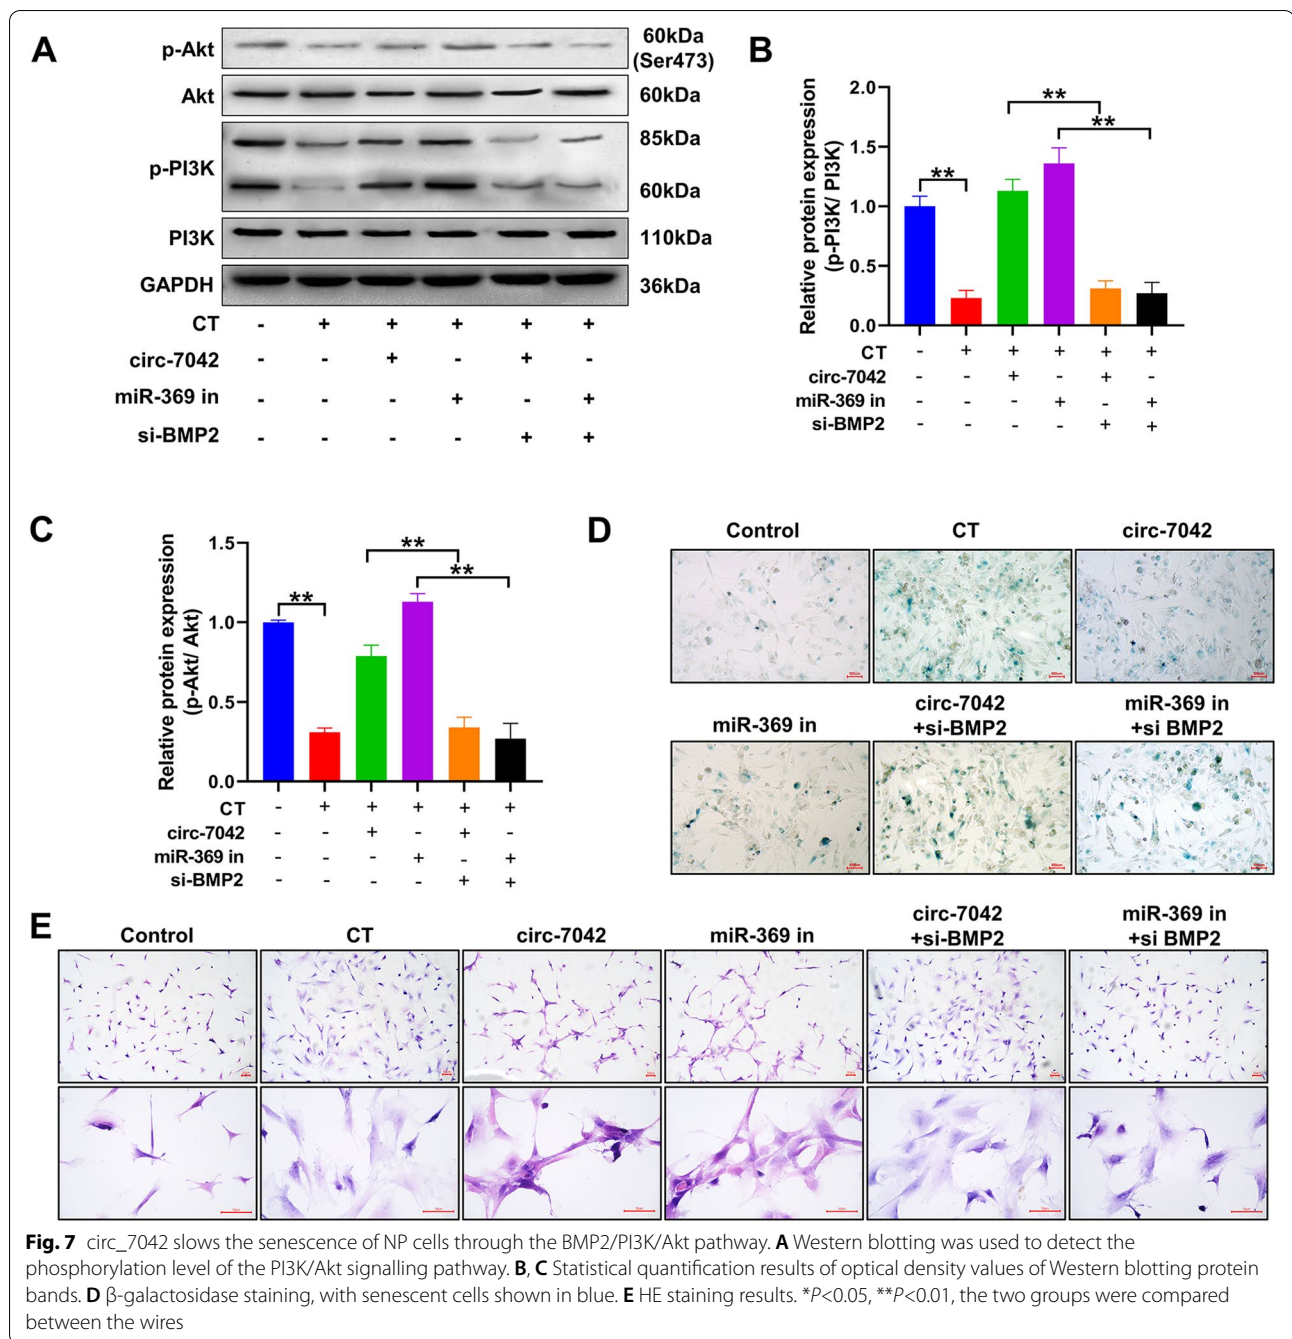 A
p-Akt
60kDa
(Ser473)
Akt
60kDa
p-PI3K
85kDa
60kDa
PI3K
110kDa
GAPDH
36kDa
CT - + + + + +
circ-7042 - - + - + -
miR-369 in - - - + - +
si-BMP2 - - - - + +
B
Relative protein expression
(p-PI3K/ PI3K)
2.0
1.5
1.0
0.5
0.0
**
**
**
CT - + + + + +
circ-7042 - - + - + -
miR-369 in - - - + - +
si-BMP2 - - - - + +
C
Relative protein expression
(p-Akt/ Akt)
1.5
1.0
0.5
0.0
**
**
**
CT - + + + + +
circ-7042 - - + - + -
miR-369 in - - - + - +
si-BMP2 - - - - + +
D
Control CT circ-7042
100um 100um 100um
miR-369 in circ-7042 miR-369 in
+si-BMP2 +si BMP2
100um 100um 100um
E
Control CT circ-7042 miR-369 in circ-7042 miR-369 in
+si-BMP2 +si BMP2
Fig. 7 circ_7042 slows the senescence of NP cells through the BMP2/PI3K/Akt pathway. A Western blotting was used to detect the
phosphorylation level of the PI3K/Akt signalling pathway. B, C Statistical quantification results of optical density values of Western blotting protein
bands. D β-galactosidase staining, with senescent cells shown in blue. E HE staining results. *P<0.05, **P<0.01, the two groups were compared
between the wires